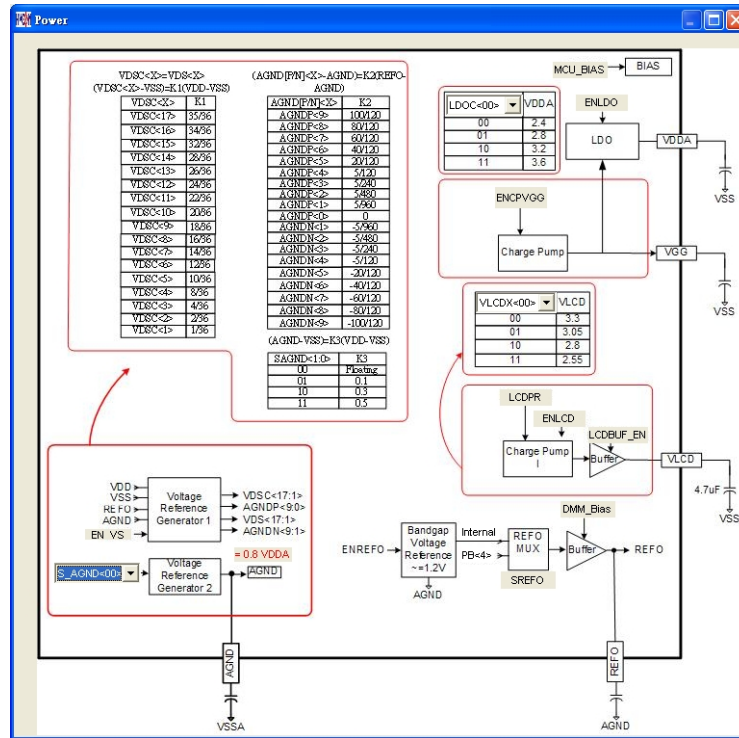 Power
VDSC<X>=VDS<X>
(VDSC<X>-VSS)=K1(VDD-VSS)
VDSC<X> K1
VDSC<17> 35/36
VDSC<16> 34/36
VDSC<15> 32/36
VDSC<14> 28/36
VDSC<13> 26/36
VDSC<12> 24/36
VDSC<11> 22/36
VDSC<10> 20/36
VDSC<9> 18/36
VDSC<8> 16/36
VDSC<7> 14/36
VDSC<6> 12/36
VDSC<5> 10/36
VDSC<4> 8/36
VDSC<3> 4/36
VDSC<2> 2/36
VDSC<1> 1/36
(AGND[P/N]<X>-AGND)=K2(REFO-
AGND)
AGND[P/N]<X> K2
AGNDP<9> 100/120
AGNDP<8> 80/120
AGNDP<7> 60/120
AGNDP<6> 40/120
AGNDP<5> 20/120
AGNDP<4> 5/120
AGNDP<3> 5/240
AGNDP<2> 5/480
AGNDP<1> 5/960
AGNDP<0> 0
AGNDN<1> -5/960
AGNDN<2> -5/480
AGNDN<3> -5/240
AGNDN<4> -5/120
AGNDN<5> -20/120
AGNDN<6> -40/120
AGNDN<7> -60/120
AGNDN<8> -80/120
AGNDN<9> -100/120
(AGND-VSS)=K3(VDD-VSS)
SAGND<1:0> K3
00 Floating
01 0.1
10 0.3
11 0.5
MCU_BIAS
BIAS
LDOC<00> VDDA
00 2.4
01 2.8
10 3.2
11 3.6
ENLDO
LDO
VDDA
VSS
ENCPVGG
Charge Pump
VGG
VSS
VLCDX<00> VLCD
00 3.3
01 3.05
10 2.8
11 2.55
LCDPR
ENLCD
LCDBUF_EN
Charge Pump
I
Buffer
VLCD
4.7uF
VSS
VDD
VSS
REFO
AGND
EN_VS
Voltage
Reference
Generator 1
VDSC<17:1>
AGNDP<9:0>
VDS<17:1>
AGNDN<9:1>
= 0.8 VDDA
S_AGND<00>
Voltage
Reference
Generator 2
AGND
AGND
VSSA
ENREFO
Bandgap
Voltage
Reference
~=1.2V
AGND
Internal
PB<4>
REFO
MUX
SREFO
DMM_Bias
Buffer
REFO
REFO
AGND